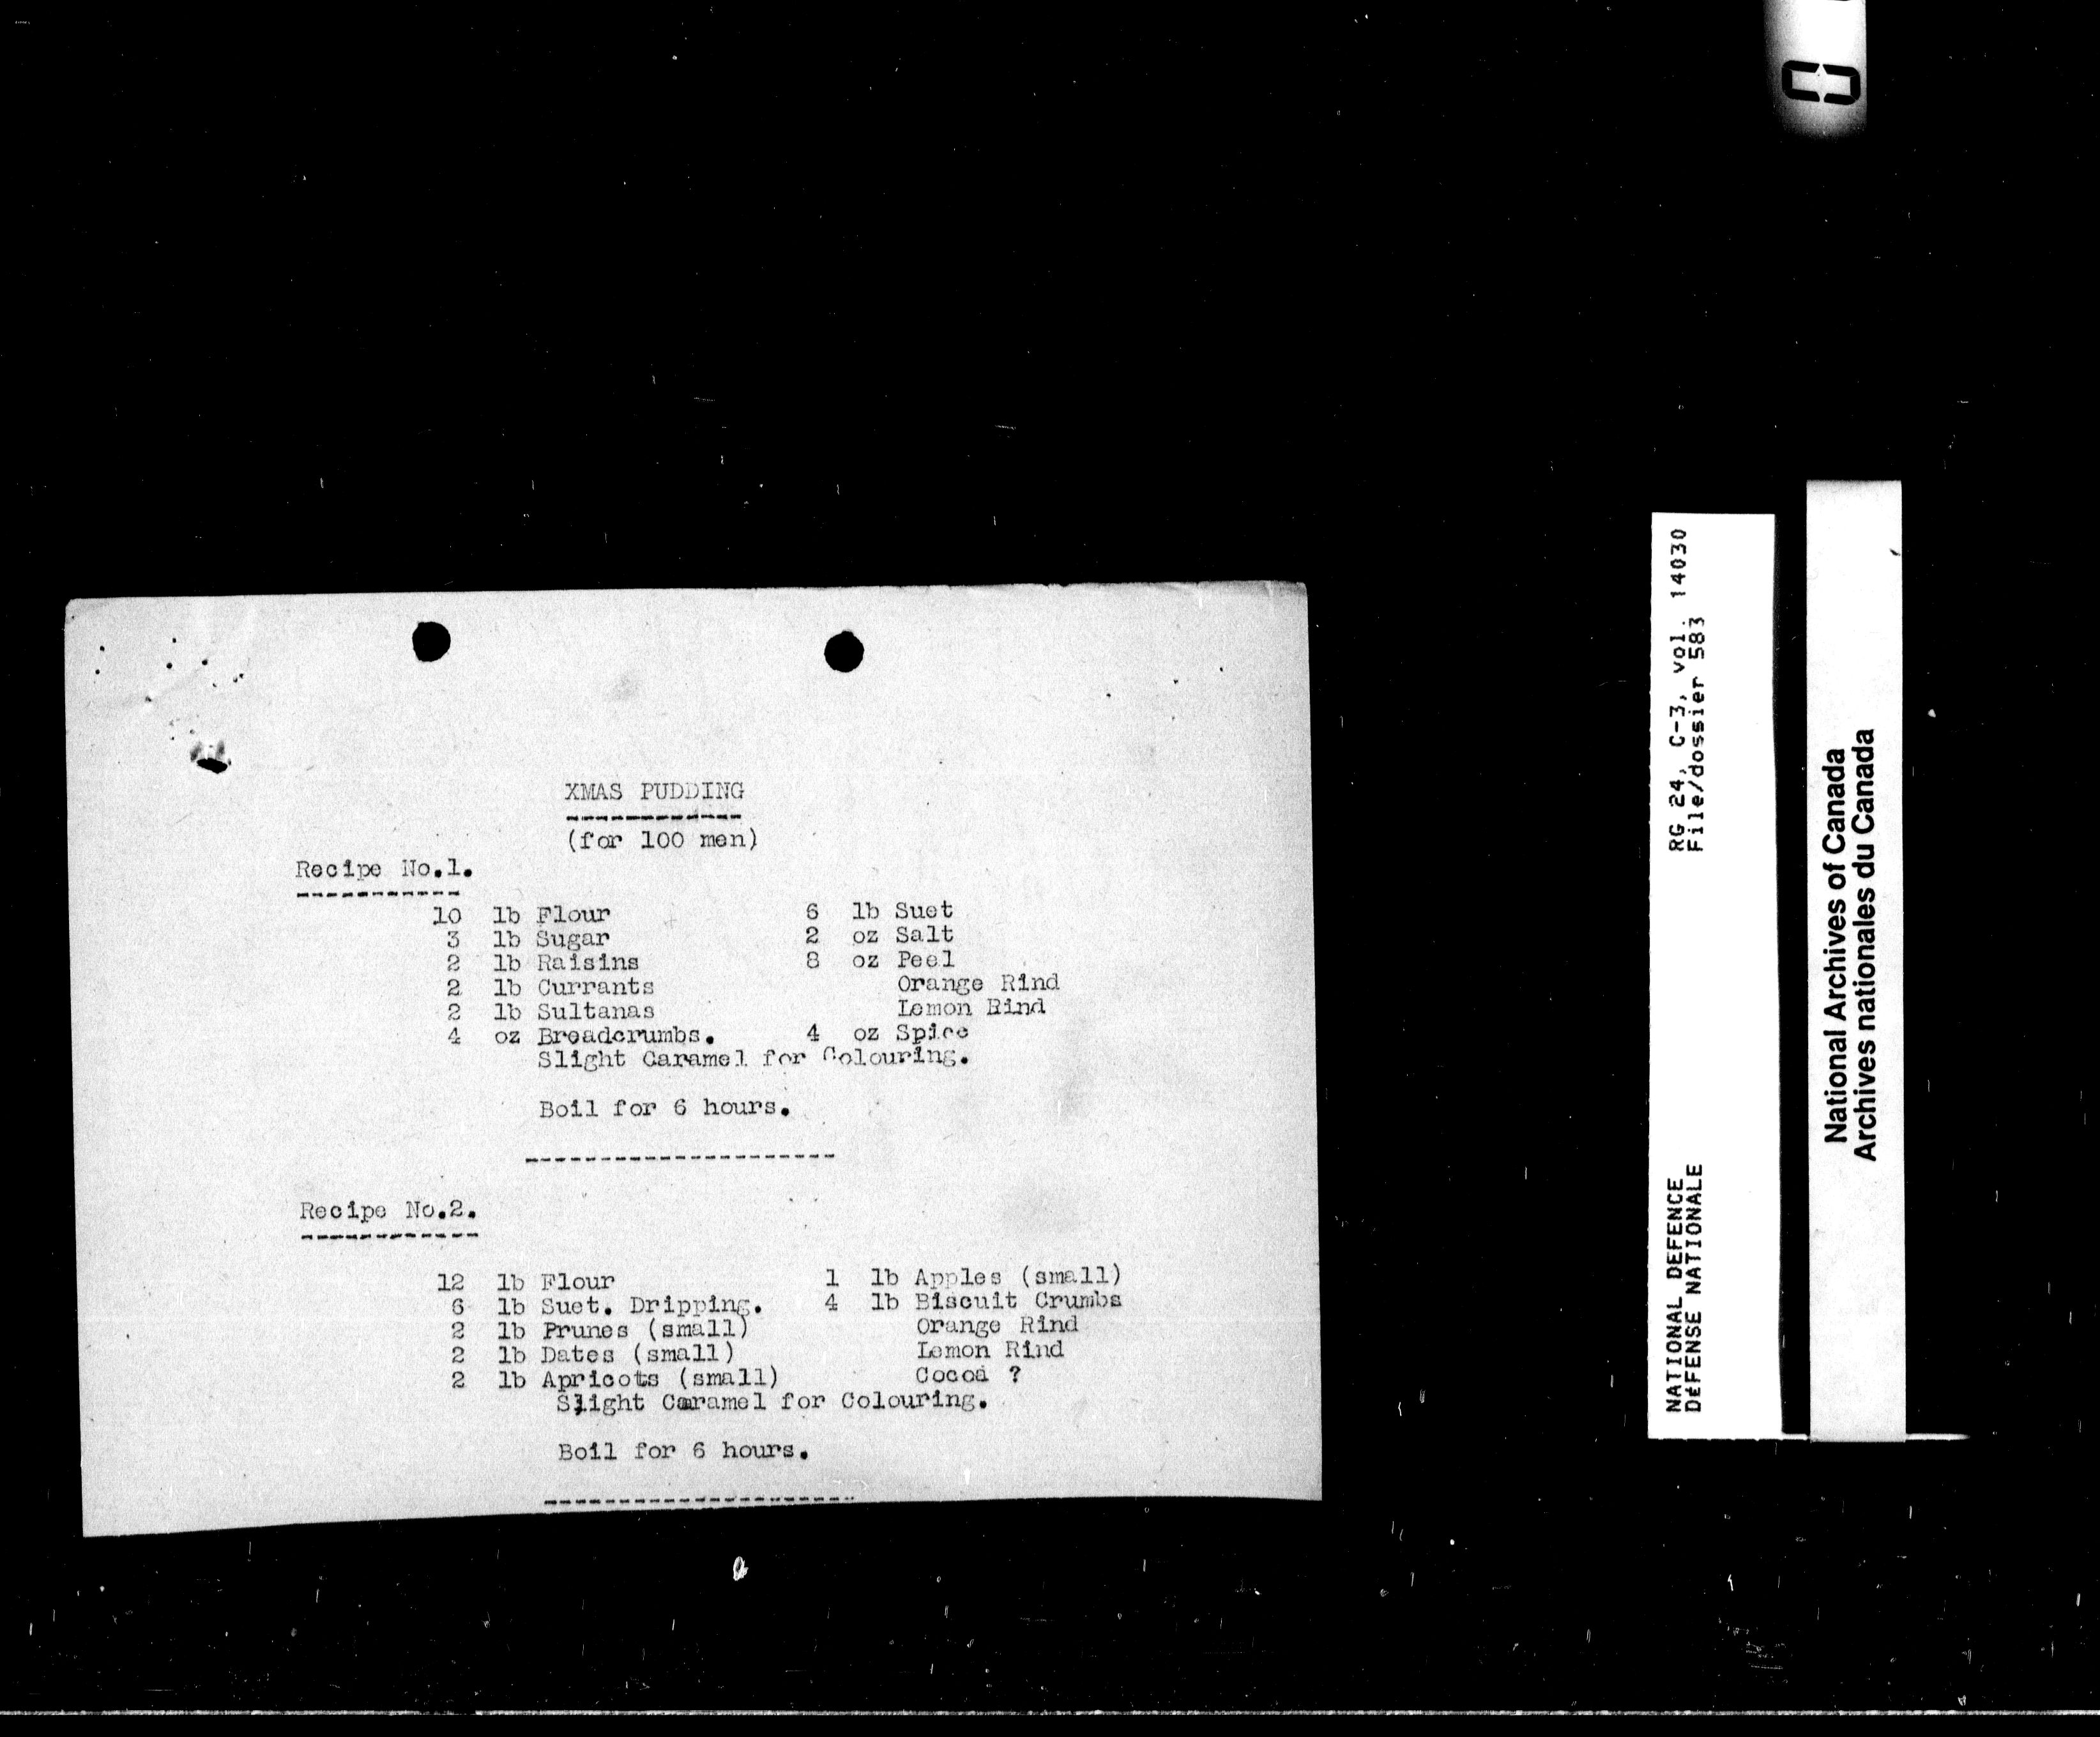 XMAS PUDDING
(for 100 men)
Recipe No.1.
10 lb Flour 6 lb Suet
3 lb Sugar 2 oz Salt
2 lb Raisins 8 oz Peel
2 lb Currants Orange Rind
2 lb Sultanas Lemon Rind
4 oz Breadcrumbs. 4 oz Spice
Slight Caramel for Colouring.
Boil for 6 hours.
Recipe No.2.
12 lb Flour 1 lb Apples (small)
6 lb Suet. Dripping. 4 lb Biscuit Crumbs
2 lb Prunes (small) Orange Rind
2 lb Dates (small) Lemon Rind
2 lb Apricots (small) Cocoa ?
Slight Caramel for Colouring.
Boil for 6 hours.
NATIONAL DEFENCE RG 24, C-3, vol. 14030
DéFENSE NATIONALE File/dossier 583
National Archives of Canada
Archives nationales du Canada